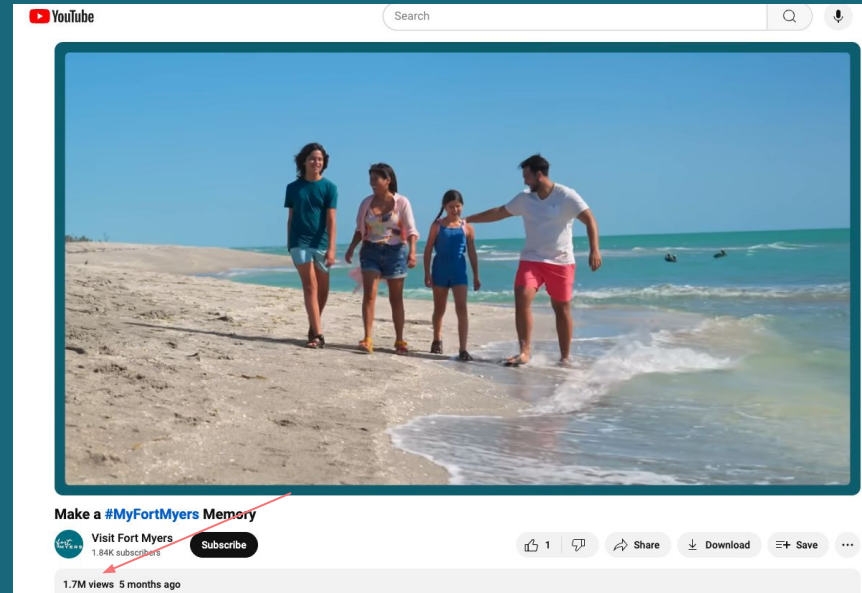 YouTube
Search
Make a #MyFortMyers Memory
Visit Fort Myers
1.84K subscribers
Subscribe
1
Share
Download
Save
1.7M views 5 months ago